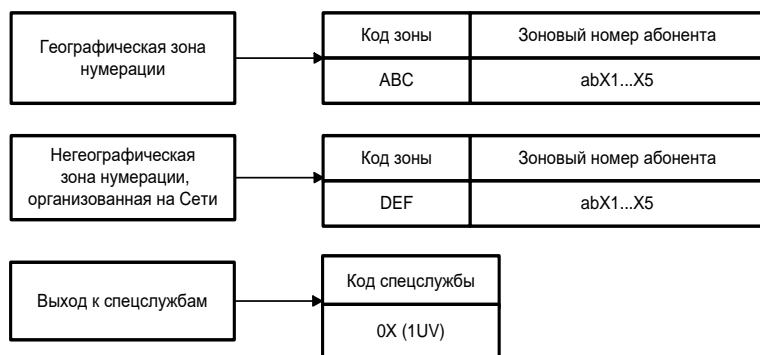 Географическая зона
нумерации
Код зоны
Зоновый номер абонента
ABC
abX1...X5
Негеографическая
зона нумерации,
организованная на Сети
Код зоны
Зоновый номер абонента
DEF
abX1...X5
Выход к спецслужбам
Код спецслужбы
0X (1UV)